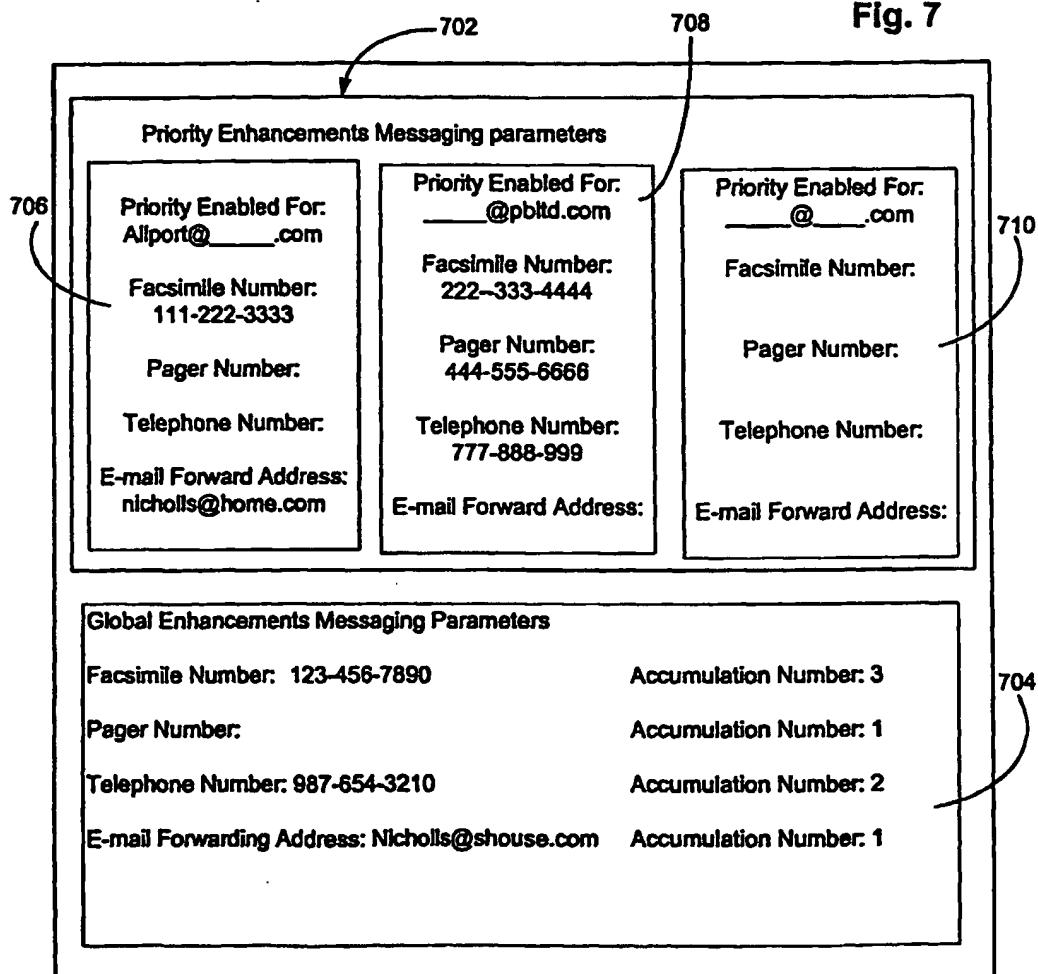 Fig. 7
702
708
Priority Enhancements Messaging parameters
706
Priority Enabled For:
Allport@_____.com
Facsimile Number:
111-222-3333
Pager Number:
Telephone Number:
E-mail Forward Address:
nicholls@home.com
Priority Enabled For:
_____@pbltd.com
Facsimile Number:
222--333-4444
Pager Number:
444-555-6666
Telephone Number:
777-888-999
E-mail Forward Address:
Priority Enabled For:
_____@____.com
Facsimile Number:
Pager Number:
Telephone Number:
E-mail Forward Address:
710
Global Enhancements Messaging Parameters
Facsimile Number: 123-456-7890 Accumulation Number: 3
Pager Number: Accumulation Number: 1
Telephone Number: 987-654-3210 Accumulation Number: 2
E-mail Forwarding Address: Nicholls@shouse.com Accumulation Number: 1
704